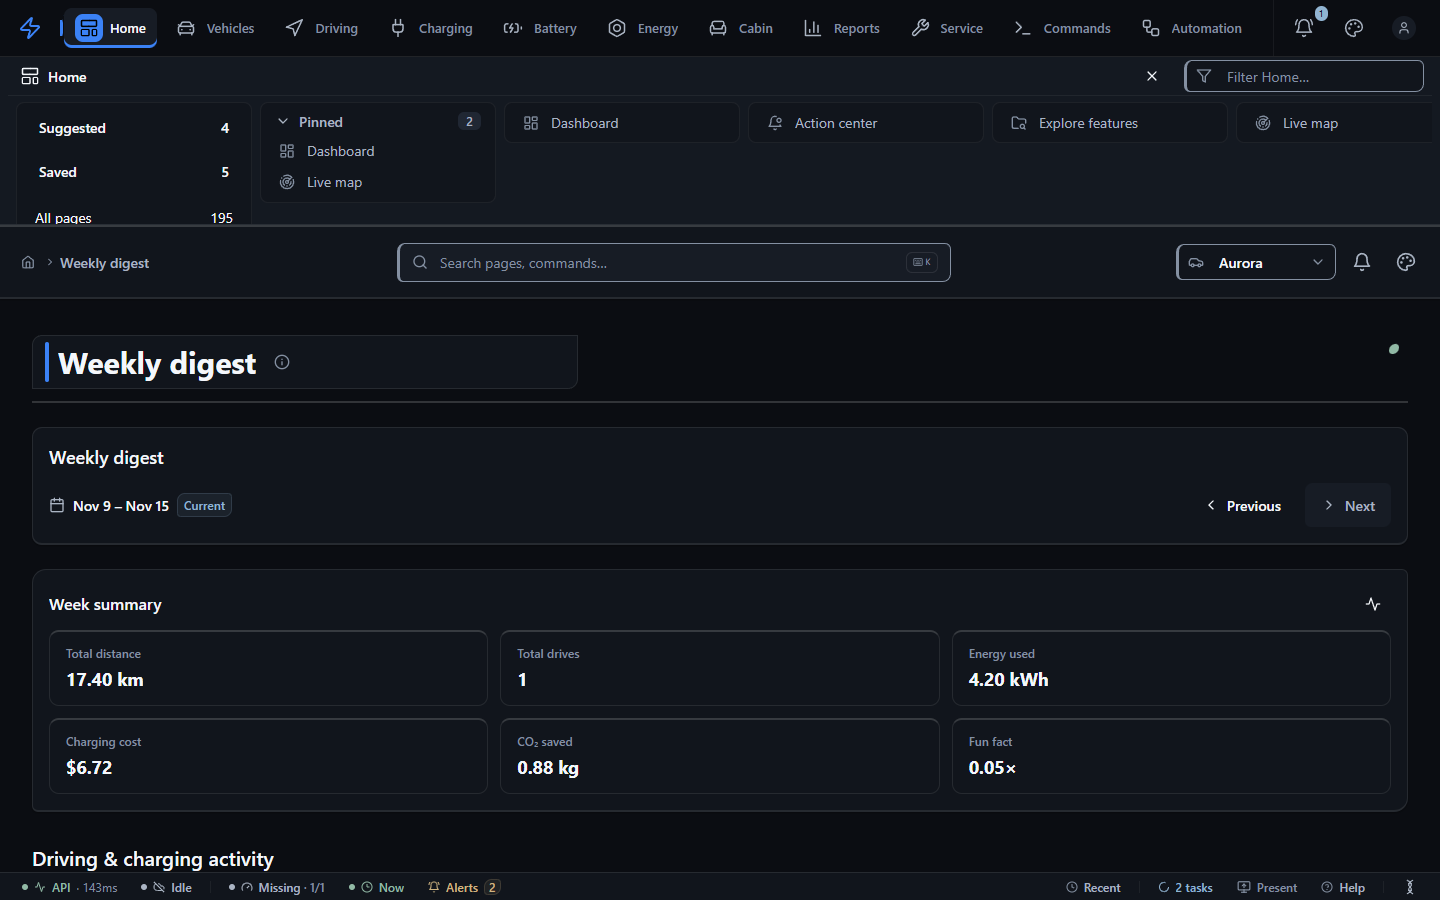 Home
Vehicles
Driving
Charging
Battery
Energy
Cabin
Reports
Service
Commands
Automation
1
Home
Filter Home...
Suggested 4
Saved 5
All pages 195
Pinned 2
Dashboard
Live map
Dashboard
Action center
Explore features
Live map
Weekly digest
Search pages, commands...
K
Aurora
Weekly digest
Weekly digest
Nov 9 – Nov 15 Current
Previous
Next
Week summary
Total distance
17.40 km
Total drives
1
Energy used
4.20 kWh
Charging cost
$6.72
CO₂ saved
0.88 kg
Fun fact
0.05×
Driving & charging activity
API · 143ms
Idle
Missing · 1/1
Now
Alerts 2
Recent
2 tasks
Present
Help